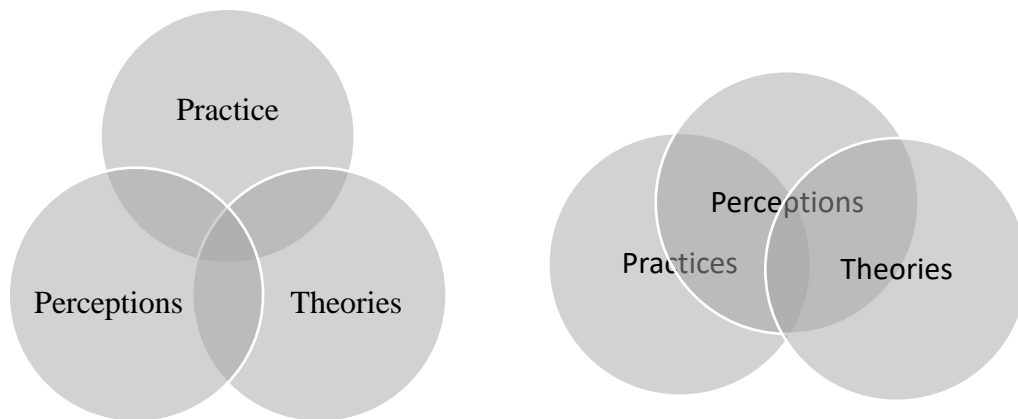 Practice
Perceptions
Theories
Perceptions
Practices
Theories